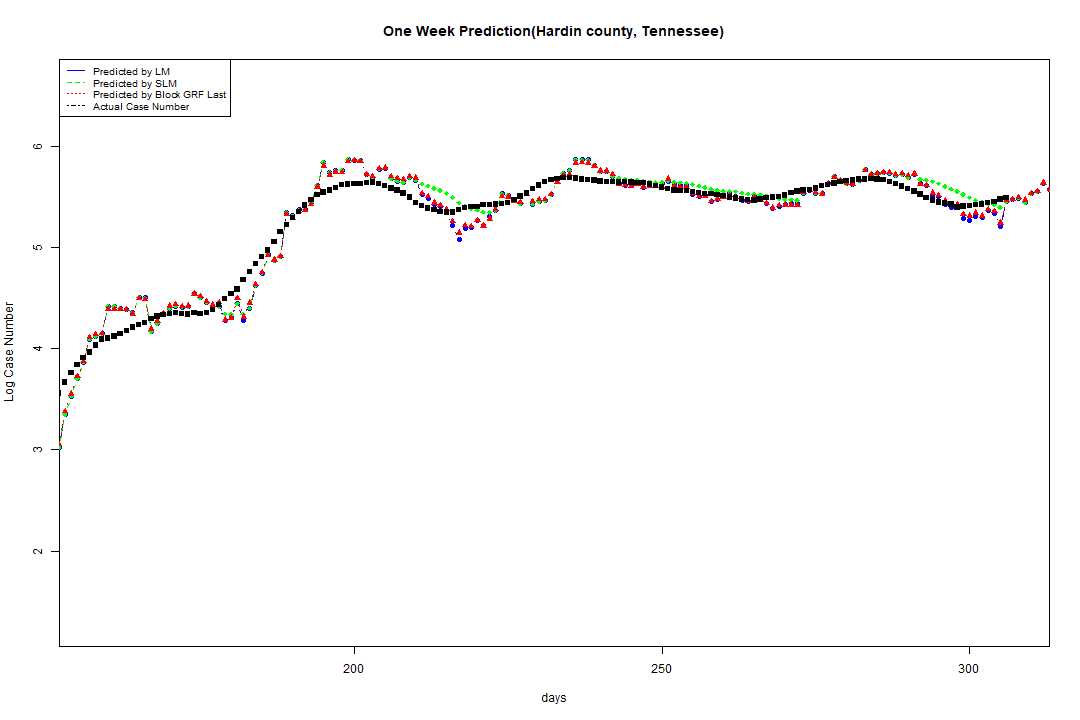 One Week Prediction(Hardin county, Tennessee)
Predicted by LM
Predicted by SLM
Predicted by Block GRF Last
Actual Case Number
6
5
4
3
2
Log Case Number
200
250
300
days